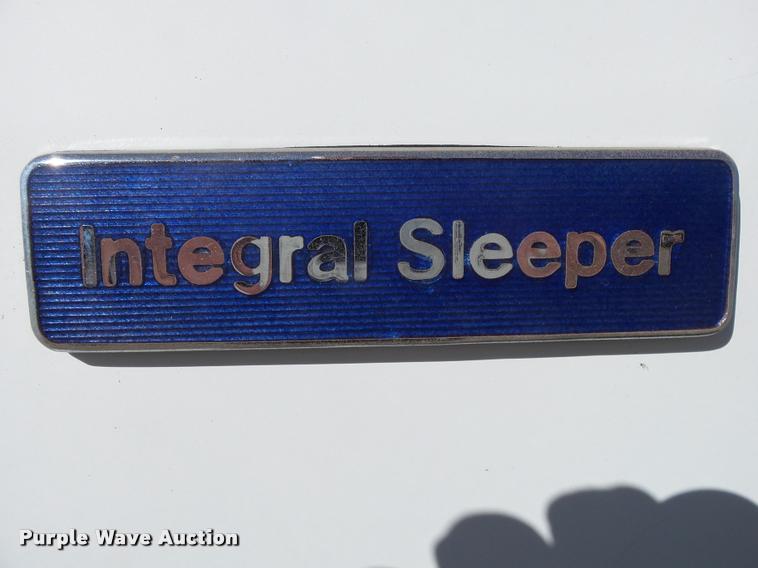 Integral Sleeper
Purple Wave Auction